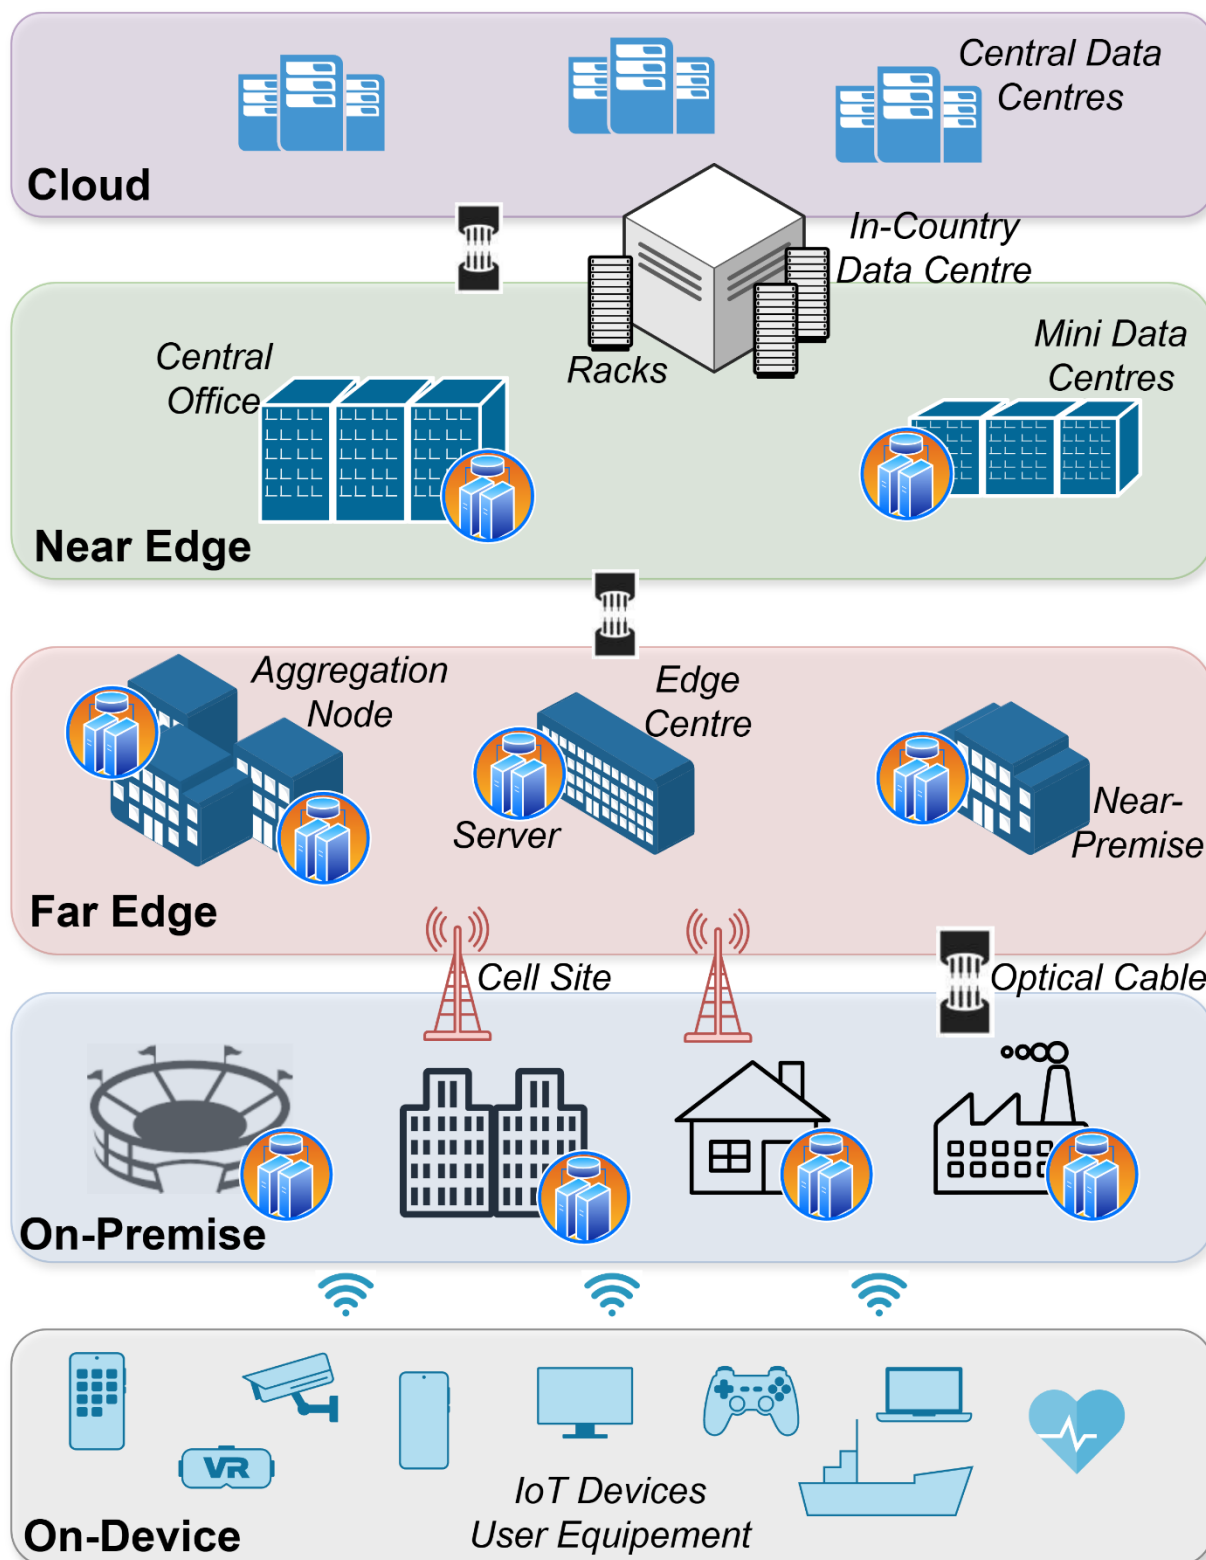 Central Data
Centres
Cloud
In-Country
Data Centre
Central
Office
Racks
Mini Data
Centres
Near Edge
Aggregation
Node
Edge
Centre
Server
Near-
Premise
Far Edge
Cell Site
Optical Cable
On-Premise
VR
IoT Devices
User Equipement
On-Device